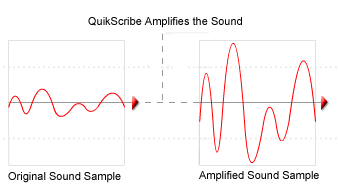 QuikScribe Amplifies the Sound
Original Sound Sample
Amplified Sound Sample